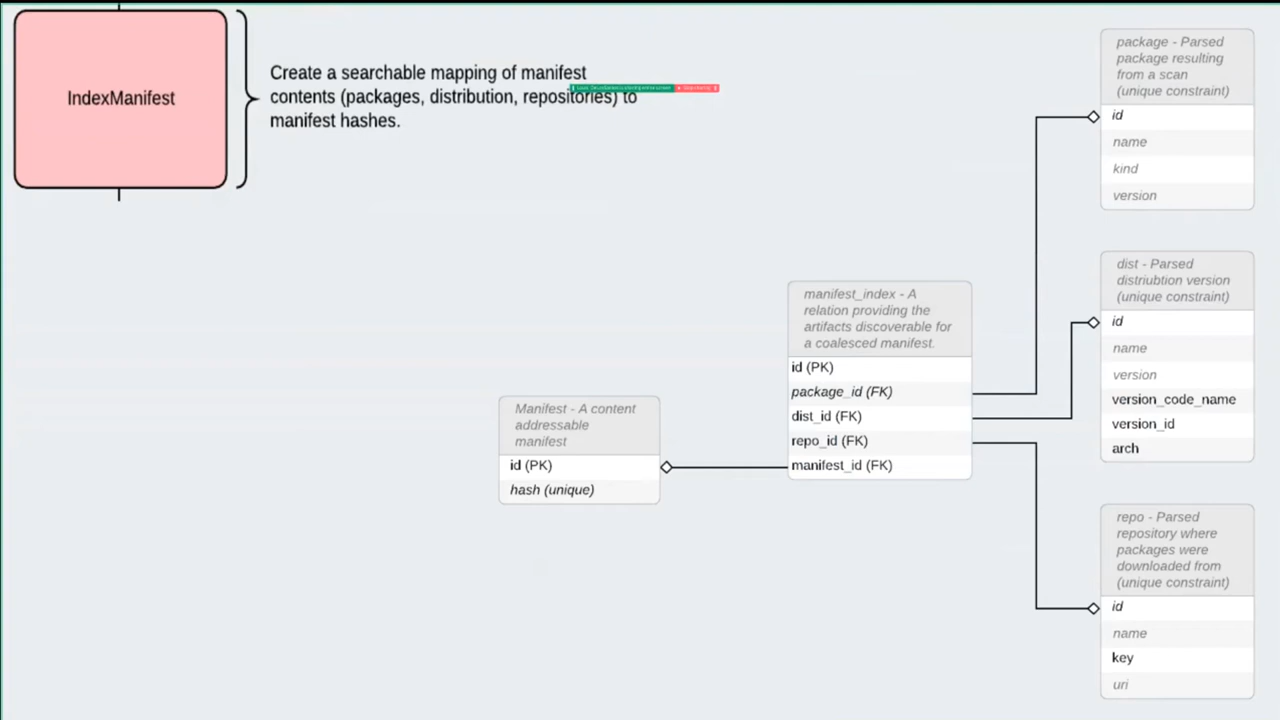 IndexManifest
Create a searchable mapping of manifest
contents (packages, distribution, repositories) to
manifest hashes.
package - Parsed
package resulting
from a scan
(unique constraint)
id
name
kind
version
dist - Parsed
distriubtion version
(unique constraint)
id
name
version
version_code_name
version_id
arch
manifest_index - A
relation providing the
artifacts discoverable for
a coalesced manifest.
id (PK)
package_id (FK)
dist_id (FK)
repo_id (FK)
manifest_id (FK)
Manifest - A content
addressable
manifest
id (PK)
hash (unique)
repo - Parsed
repository where
packages were
downloaded from
(unique constraint)
id
name
key
uri